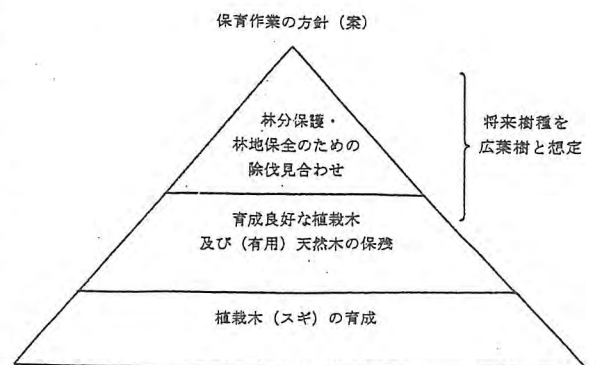 保育作業の方針（案）
林分保護・
林地保全のための
除伐見合わせ
将来樹種を
広葉樹と想定
育成良好な植栽木
及び（有用）天然木の保残
植栽木（スギ）の育成